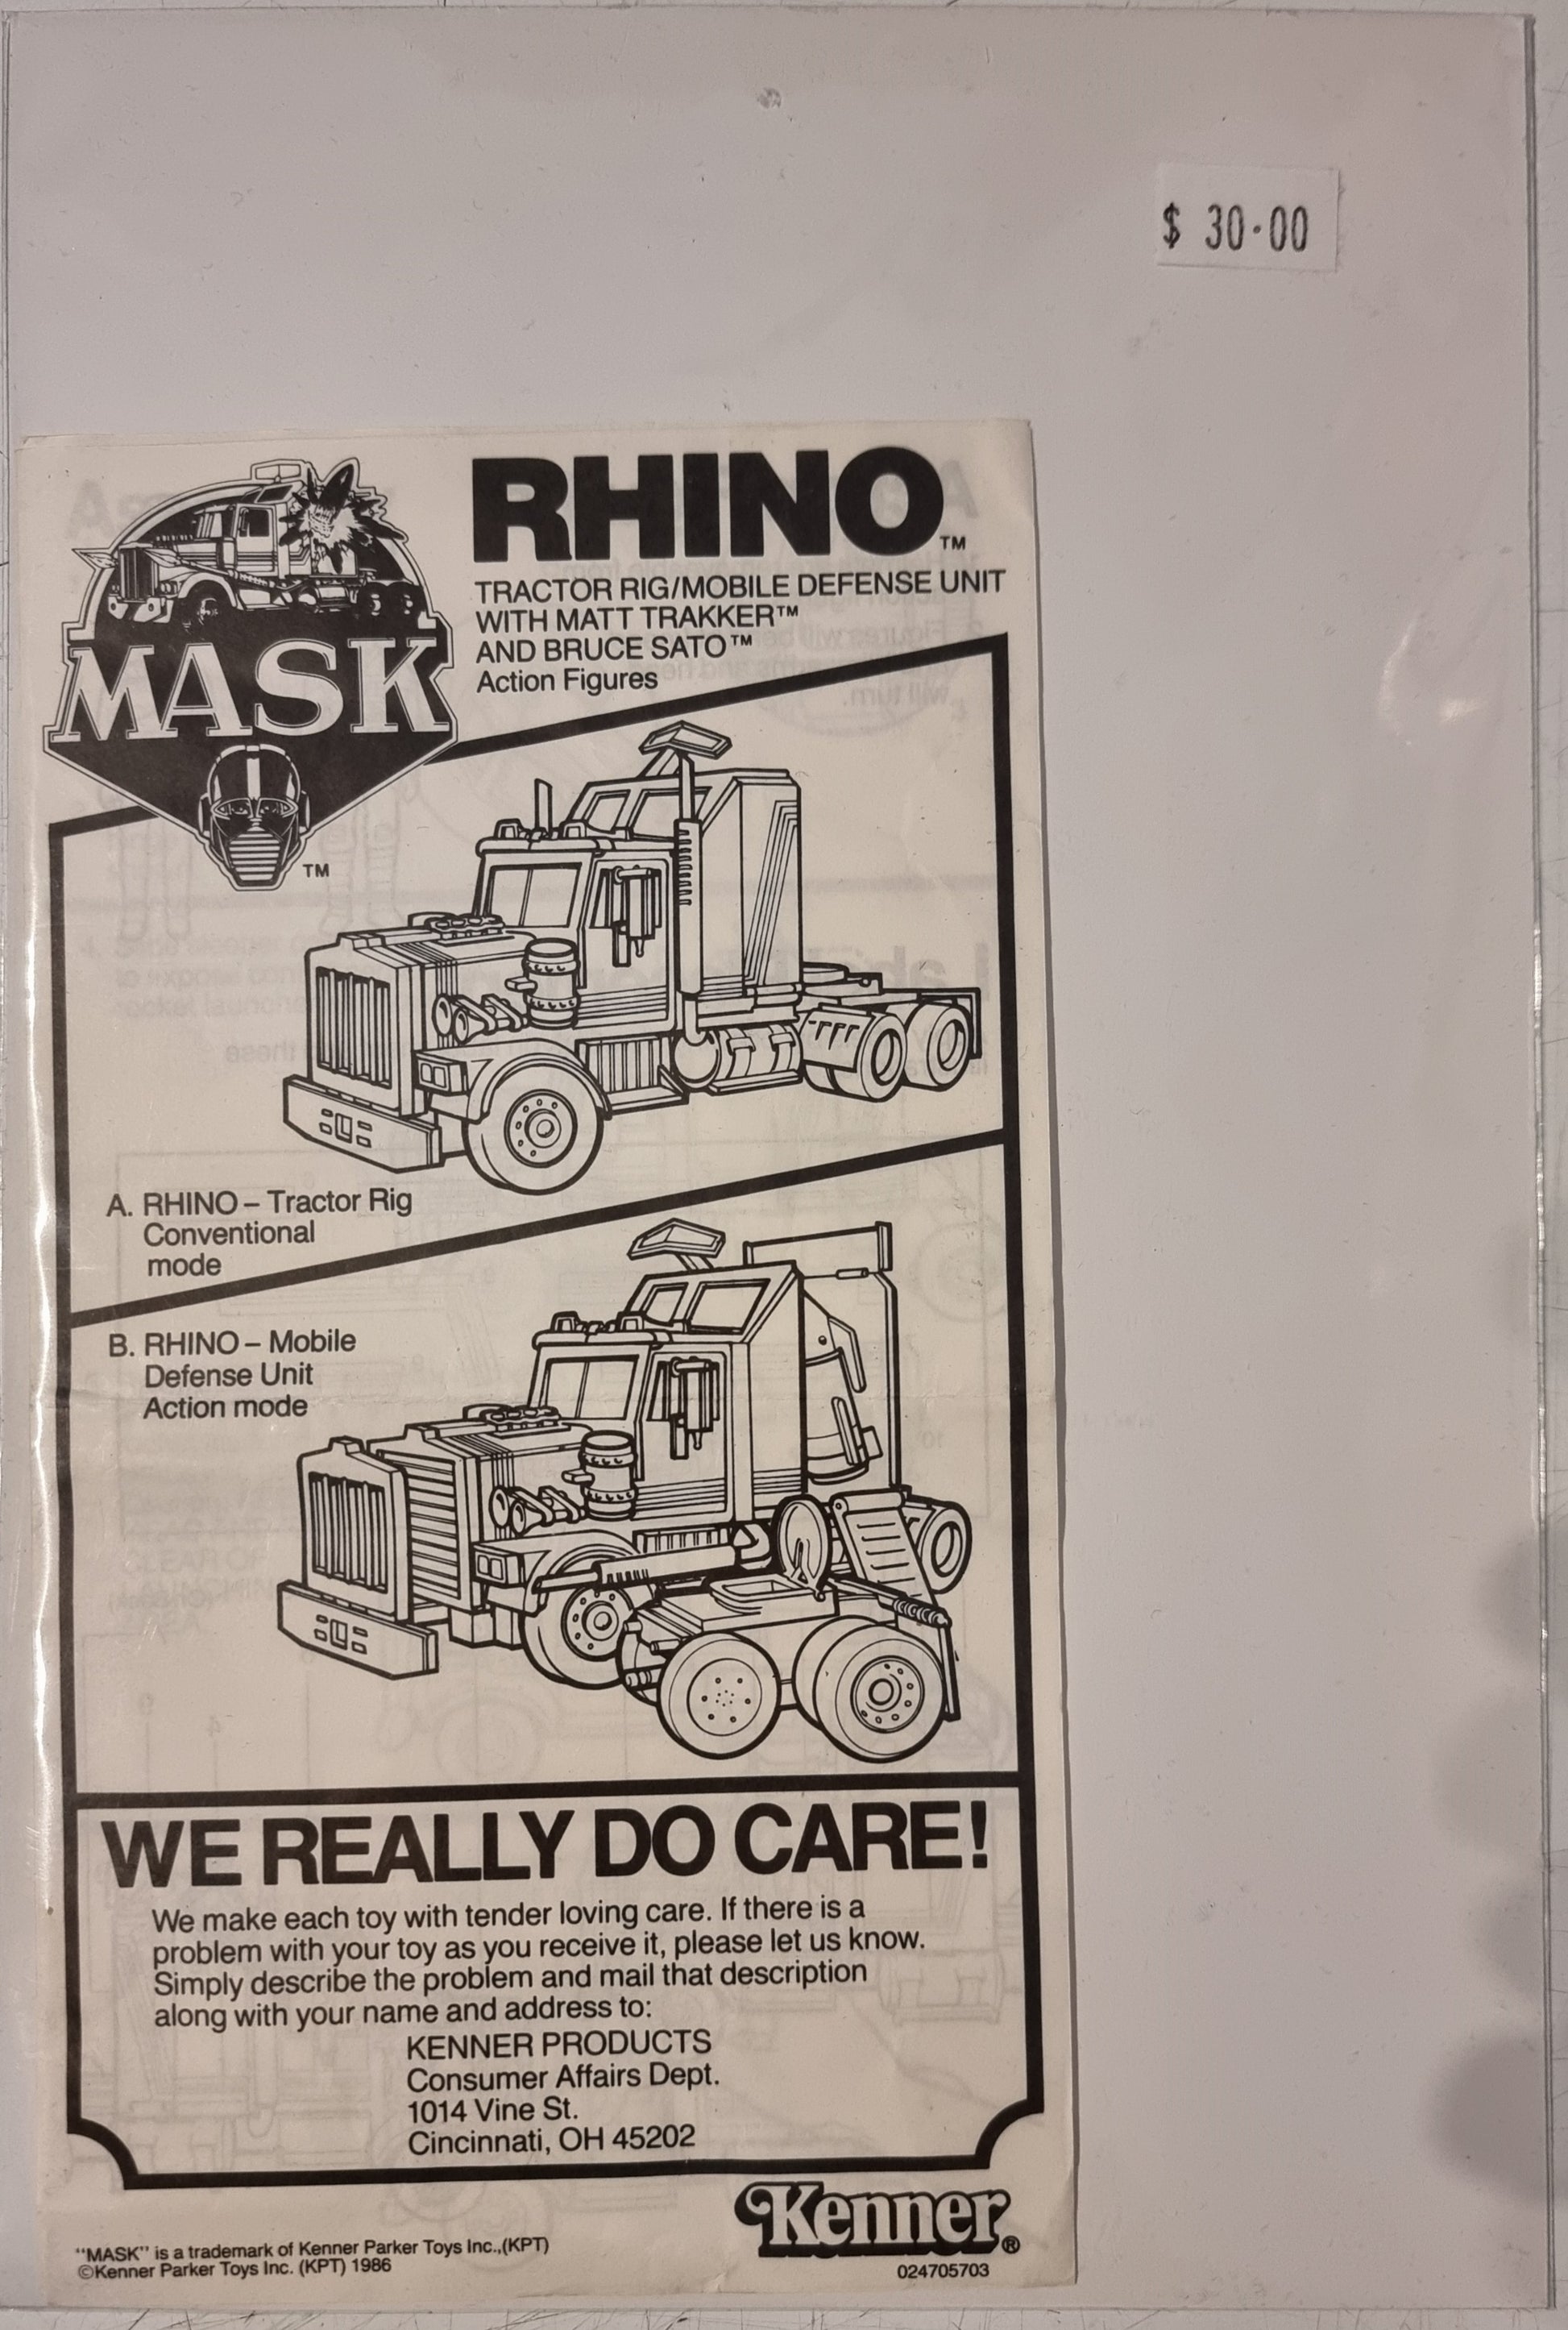 $ 30.00
RHINO™
TRACTOR RIG/MOBILE DEFENSE UNIT
WITH MATT TRAKKER™
AND BRUCE SATO™
Action Figures
MASK
TM
A. RHINO – Tractor Rig
Conventional
mode
B. RHINO – Mobile
Defense Unit
Action mode
WE REALLY DO CARE!
We make each toy with tender loving care. If there is a
problem with your toy as you receive it, please let us know.
Simply describe the problem and mail that description
along with your name and address to:
KENNER PRODUCTS
Consumer Affairs Dept.
1014 Vine St.
Cincinnati, OH 45202
Kenner®
"MASK" is a trademark of Kenner Parker Toys Inc.,(KPT)
©Kenner Parker Toys Inc. (KPT) 1986
024705703